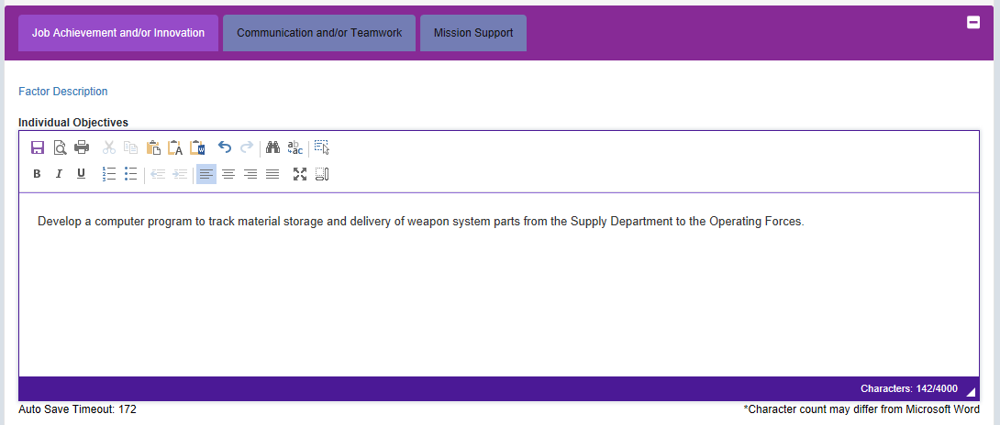 Job Achievement and/or Innovation Communication and/or Teamwork Mission Support
Factor Description
Individual Objectives
B I U
Develop a computer program to track material storage and delivery of weapon system parts from the Supply Department to the Operating Forces.
Characters: 142/4000
Auto Save Timeout: 172 *Character count may differ from Microsoft Word